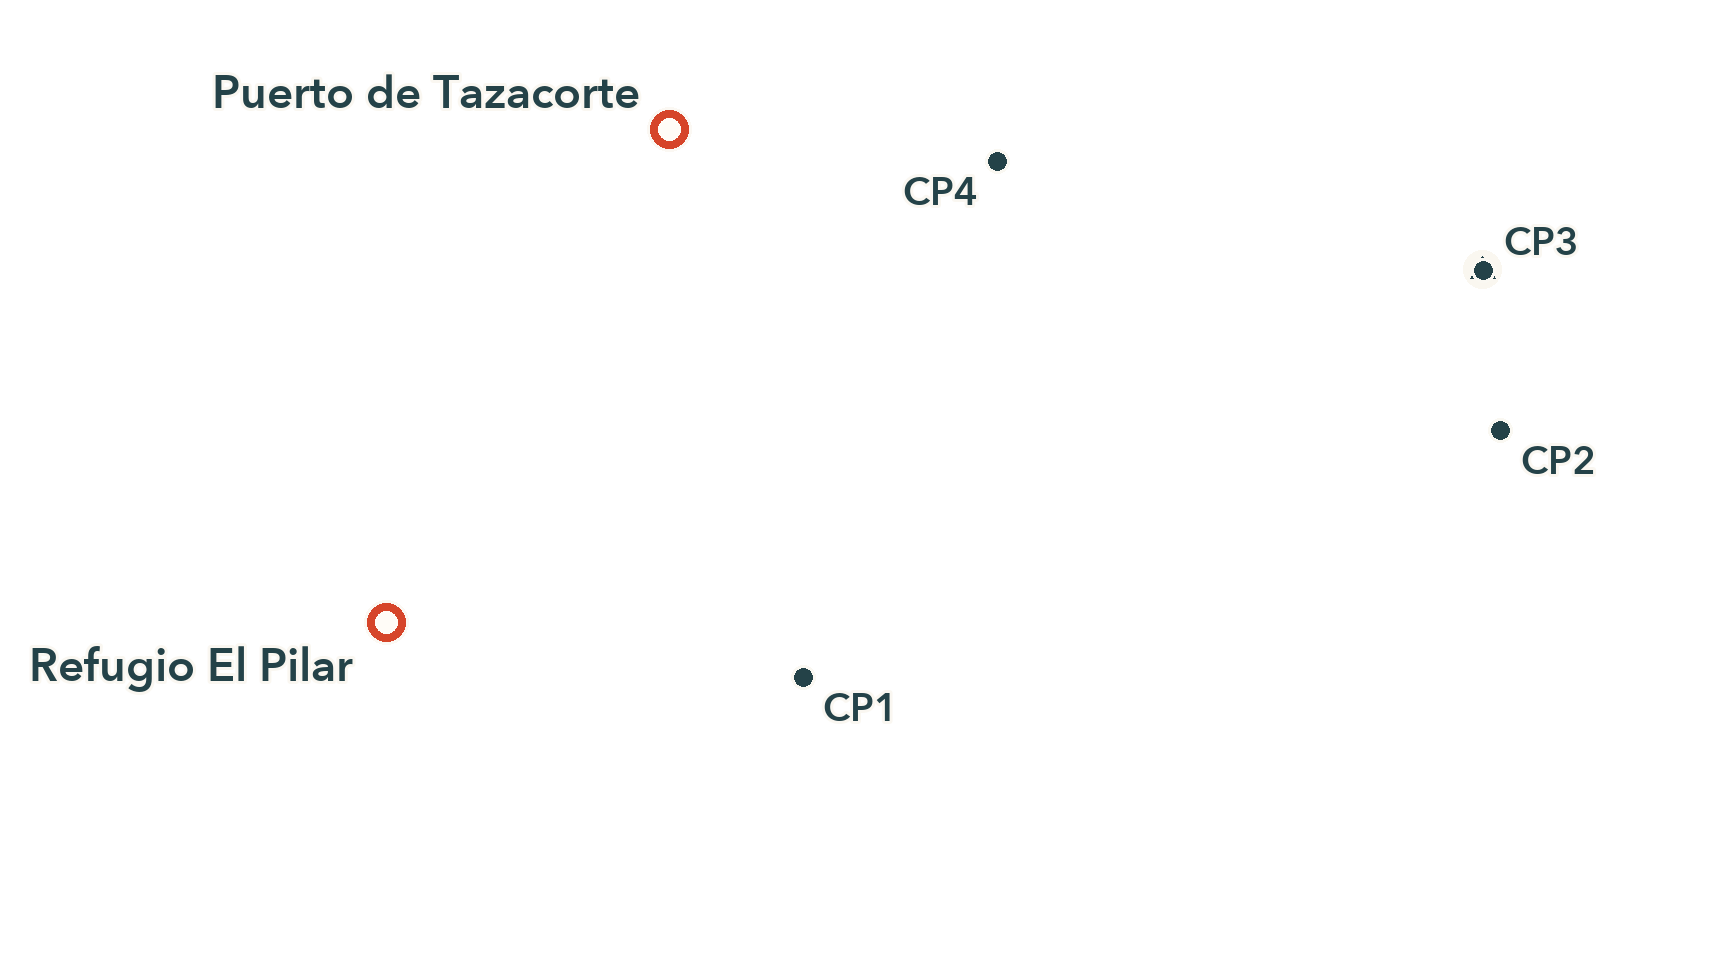 Puerto de Tazacorte
CP4
CP3
CP2
Refugio El Pilar
CP1